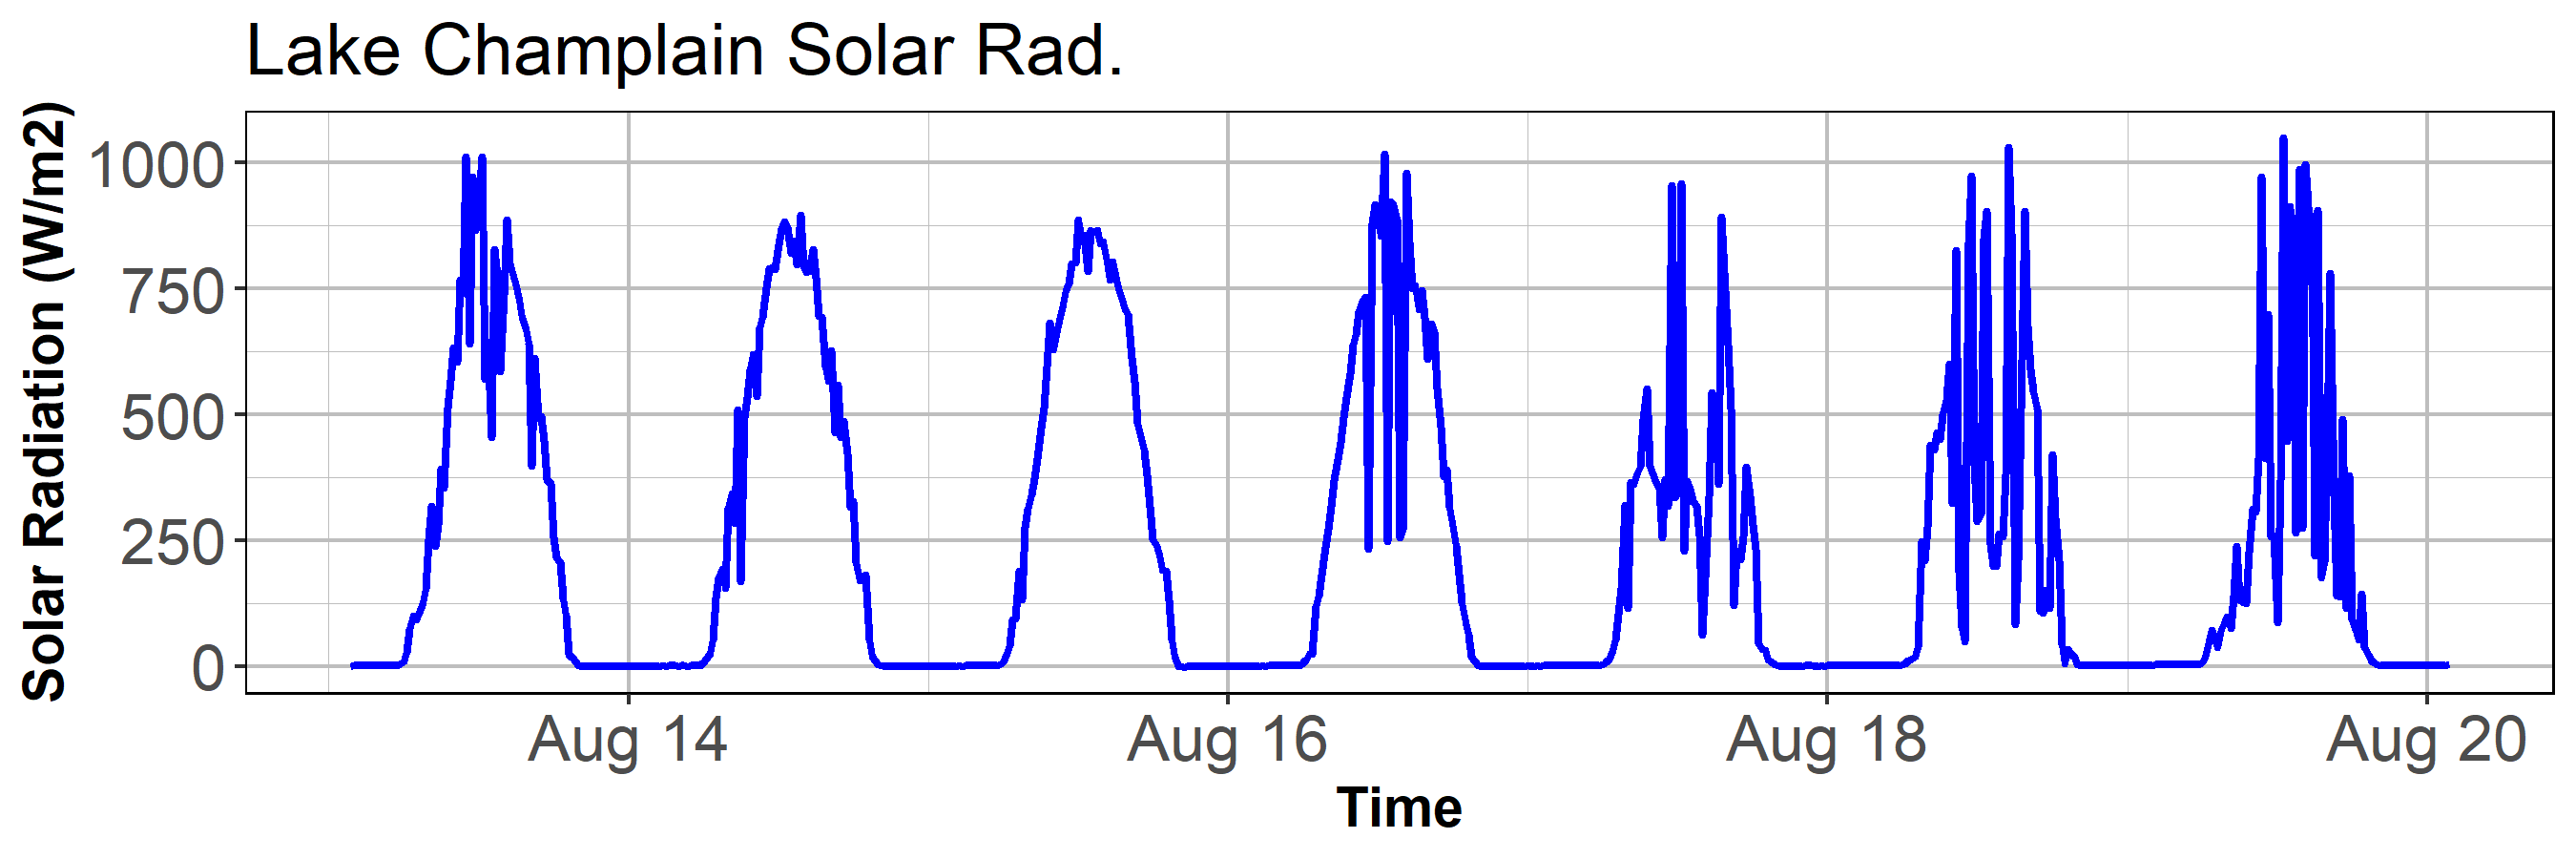 Lake Champlain Solar Rad.
Solar Radiation (W/m2)
1000
750
500
250
0
Aug 14 Aug 16 Aug 18 Aug 20
Time